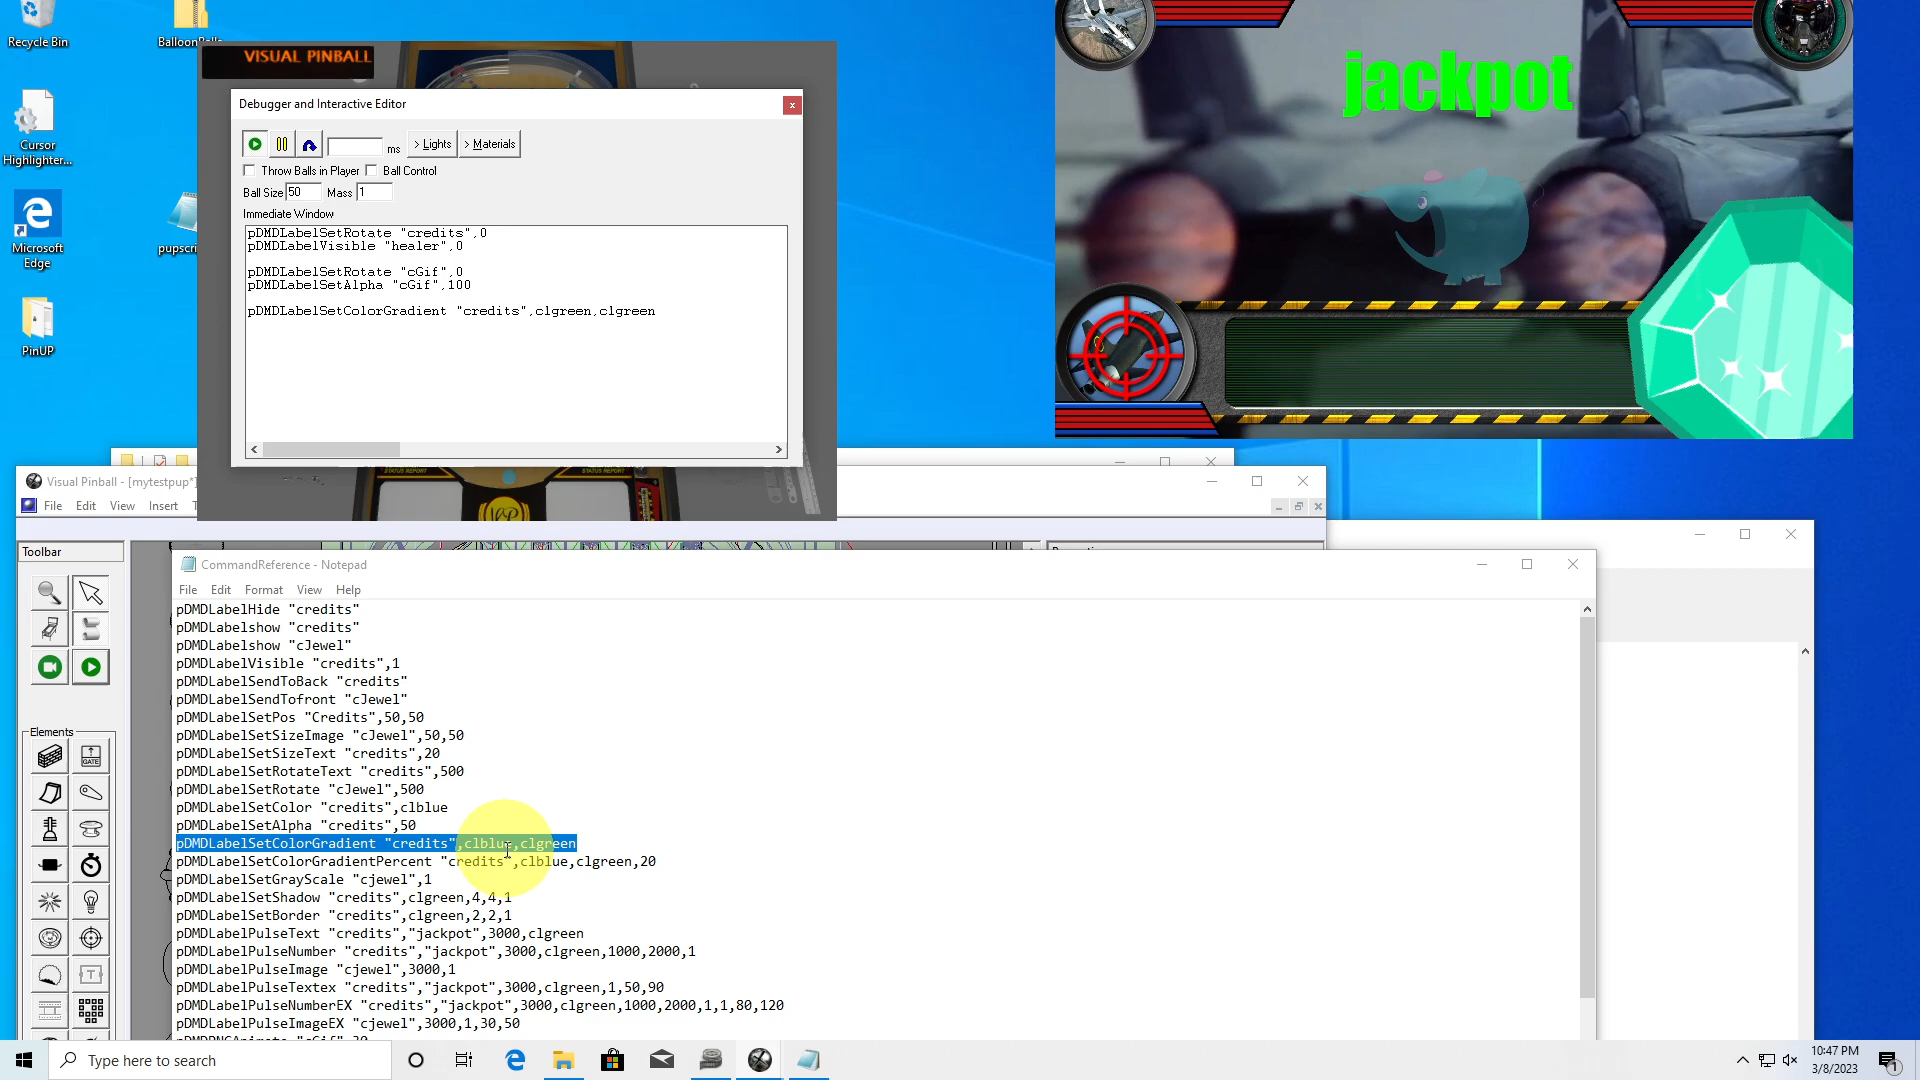 Recycle Bin
BalloonBalls
Cursor
Highlighter...
Microsoft
Edge
pupscri
PinUP
VISUAL PINBALL
Debugger and Interactive Editor
x
ms
> Lights
> Materials
Throw Balls in Player
Ball Control
Ball Size
50
Mass
1
Immediate Window
pDMDLabelSetRotate "credits",0
pDMDLabelVisible "healer",0
pDMDLabelSetRotate "cGif",0
pDMDLabelSetAlpha "cGif",100
pDMDLabelSetColorGradient "credits",clgreen,clgreen
STATUS REPORT
STATUS REPORT
jackpot
Visual Pinball - [mytestpup*]
File Edit View Insert T
Toolbar
Elements
GATE
T
CommandReference - Notepad
File Edit Format View Help
pDMDLabelHide "credits"
pDMDLabelshow "credits"
pDMDLabelshow "cJewel"
pDMDLabelVisible "credits",1
pDMDLabelSendToBack "credits"
pDMDLabelSendTofront "cJewel"
pDMDLabelSetPos "Credits",50,50
pDMDLabelSetSizeImage "cJewel",50,50
pDMDLabelSetSizeText "credits",20
pDMDLabelSetRotateText "credits",500
pDMDLabelSetRotate "cJewel",500
pDMDLabelSetColor "credits",clblue
pDMDLabelSetAlpha "credits",50
pDMDLabelSetColorGradient "credits",clblue,clgreen
pDMDLabelSetColorGradientPercent "credits",clblue,clgreen,20
pDMDLabelSetGrayScale "cjewel",1
pDMDLabelSetShadow "credits",clgreen,4,4,1
pDMDLabelSetBorder "credits",clgreen,2,2,1
pDMDLabelPulseText "credits","jackpot",3000,clgreen
pDMDLabelPulseNumber "credits","jackpot",3000,clgreen,1000,2000,1
pDMDLabelPulseImage "cjewel",3000,1
pDMDLabelPulseTextex "credits","jackpot",3000,clgreen,1,50,90
pDMDLabelPulseNumberEX "credits","jackpot",3000,clgreen,1000,2000,1,1,80,120
pDMDLabelPulseImageEX "cjewel",3000,1,30,50
Type here to search
10:47 PM
3/8/2023
1